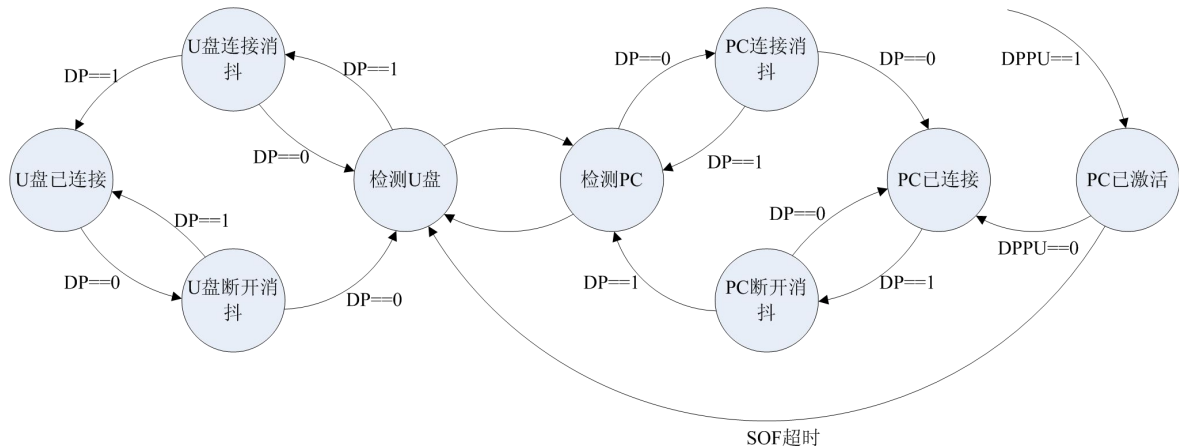 U盘连接消
抖
PC连接消
抖
DPPU==1
DP==1
DP==1
DP==0
DP==0
DP==0
DP==1
U盘已连接
检测U盘
检测PC
PC已连接
PC已激活
DP==1
DP==0
DPPU==0
DP==0
U盘断开消
抖
DP==0
DP==1
PC断开消
抖
DP==1
SOF超时